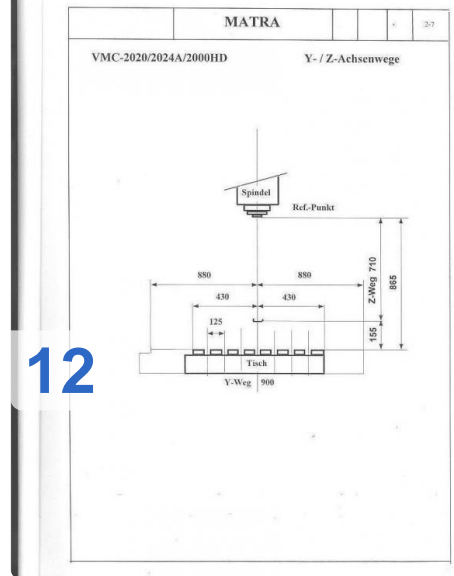 MATRA
2-7
VMC-2020/2024A/2000HD
Y- / Z-Achsenwege
Spindel
Ref.-Punkt
880
880
Z-Weg 710
865
430
430
125
155
12
Tisch
Y-Weg 900